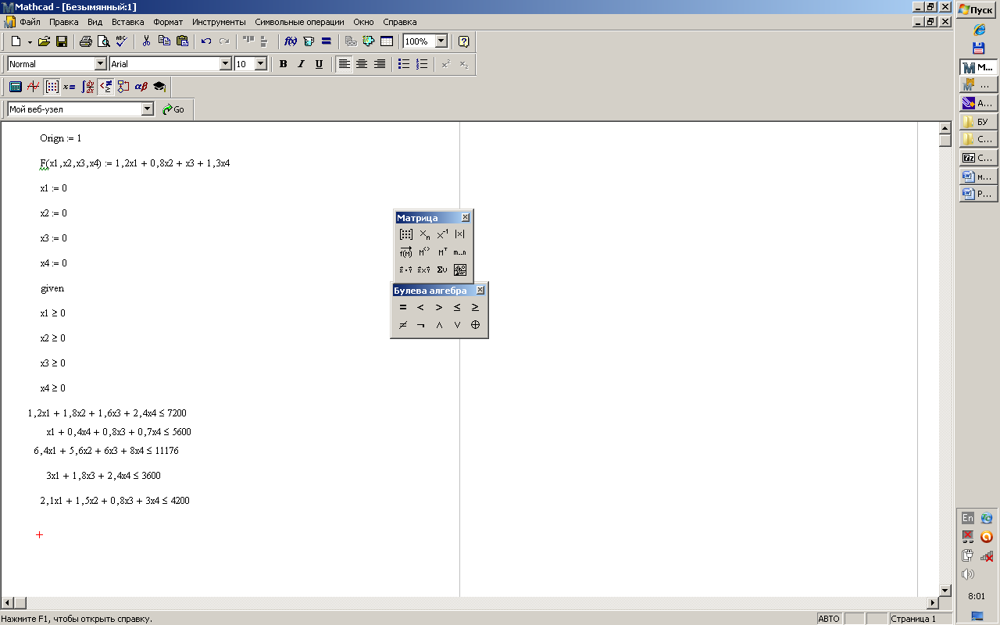 Mathcad - [Безымянный:1]
Пуск
Файл Правка Вид Вставка Формат Инструменты Символьные операции Окно Справка
100%
Normal Arial 10 B I U
Мой веб-узел Go
M...
...
A...
БУ
C...
C...
м...
P...
Orign := 1
F(x1,x2,x3,x4) := 1,2x1 + 0,8x2 + x3 + 1,3x4
x1 := 0
x2 := 0
x3 := 0
x4 := 0
given
x1 ≥ 0
x2 ≥ 0
x3 ≥ 0
x4 ≥ 0
1,2x1 + 1,8x2 + 1,6x3 + 2,4x4 ≤ 7200
x1 + 0,4x4 + 0,8x3 + 0,7x4 ≤ 5600
6,4x1 + 5,6x2 + 6x3 + 8x4 ≤ 11176
3x1 + 1,8x3 + 2,4x4 ≤ 3600
2,1x1 + 1,5x2 + 0,8x3 + 3x4 ≤ 4200
Матрица
Булева алгебра
= < > ≤ ≥
≠ ¬ ∧ ∨ ⊕
En
8:01
Нажмите F1, чтобы открыть справку.
АВТО
Страница 1